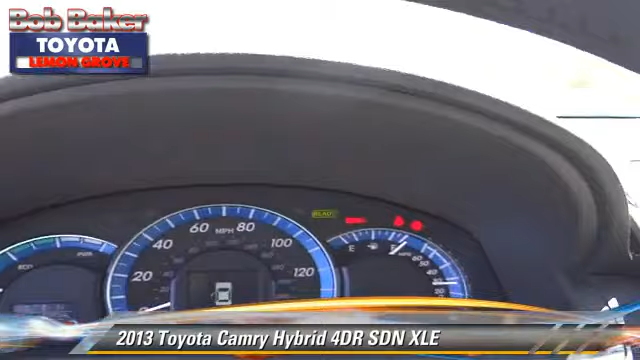 Bob Baker
TOYOTA
LEMON GROVE
60 MPH 80
40 100
20 120
E
60
2013 Toyota Camry Hybrid 4DR SDN XLE